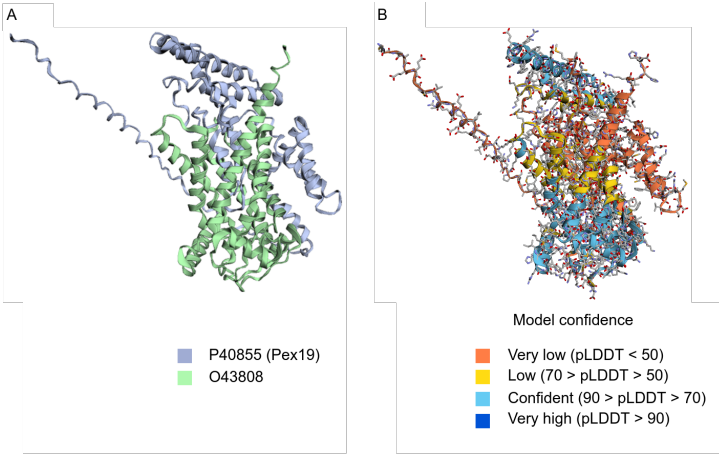 A
P40855 (Pex19)
O43808
B
Model confidence
Very low (pLDDT < 50)
Low (70 > pLDDT > 50)
Confident (90 > pLDDT > 70)
Very high (pLDDT > 90)